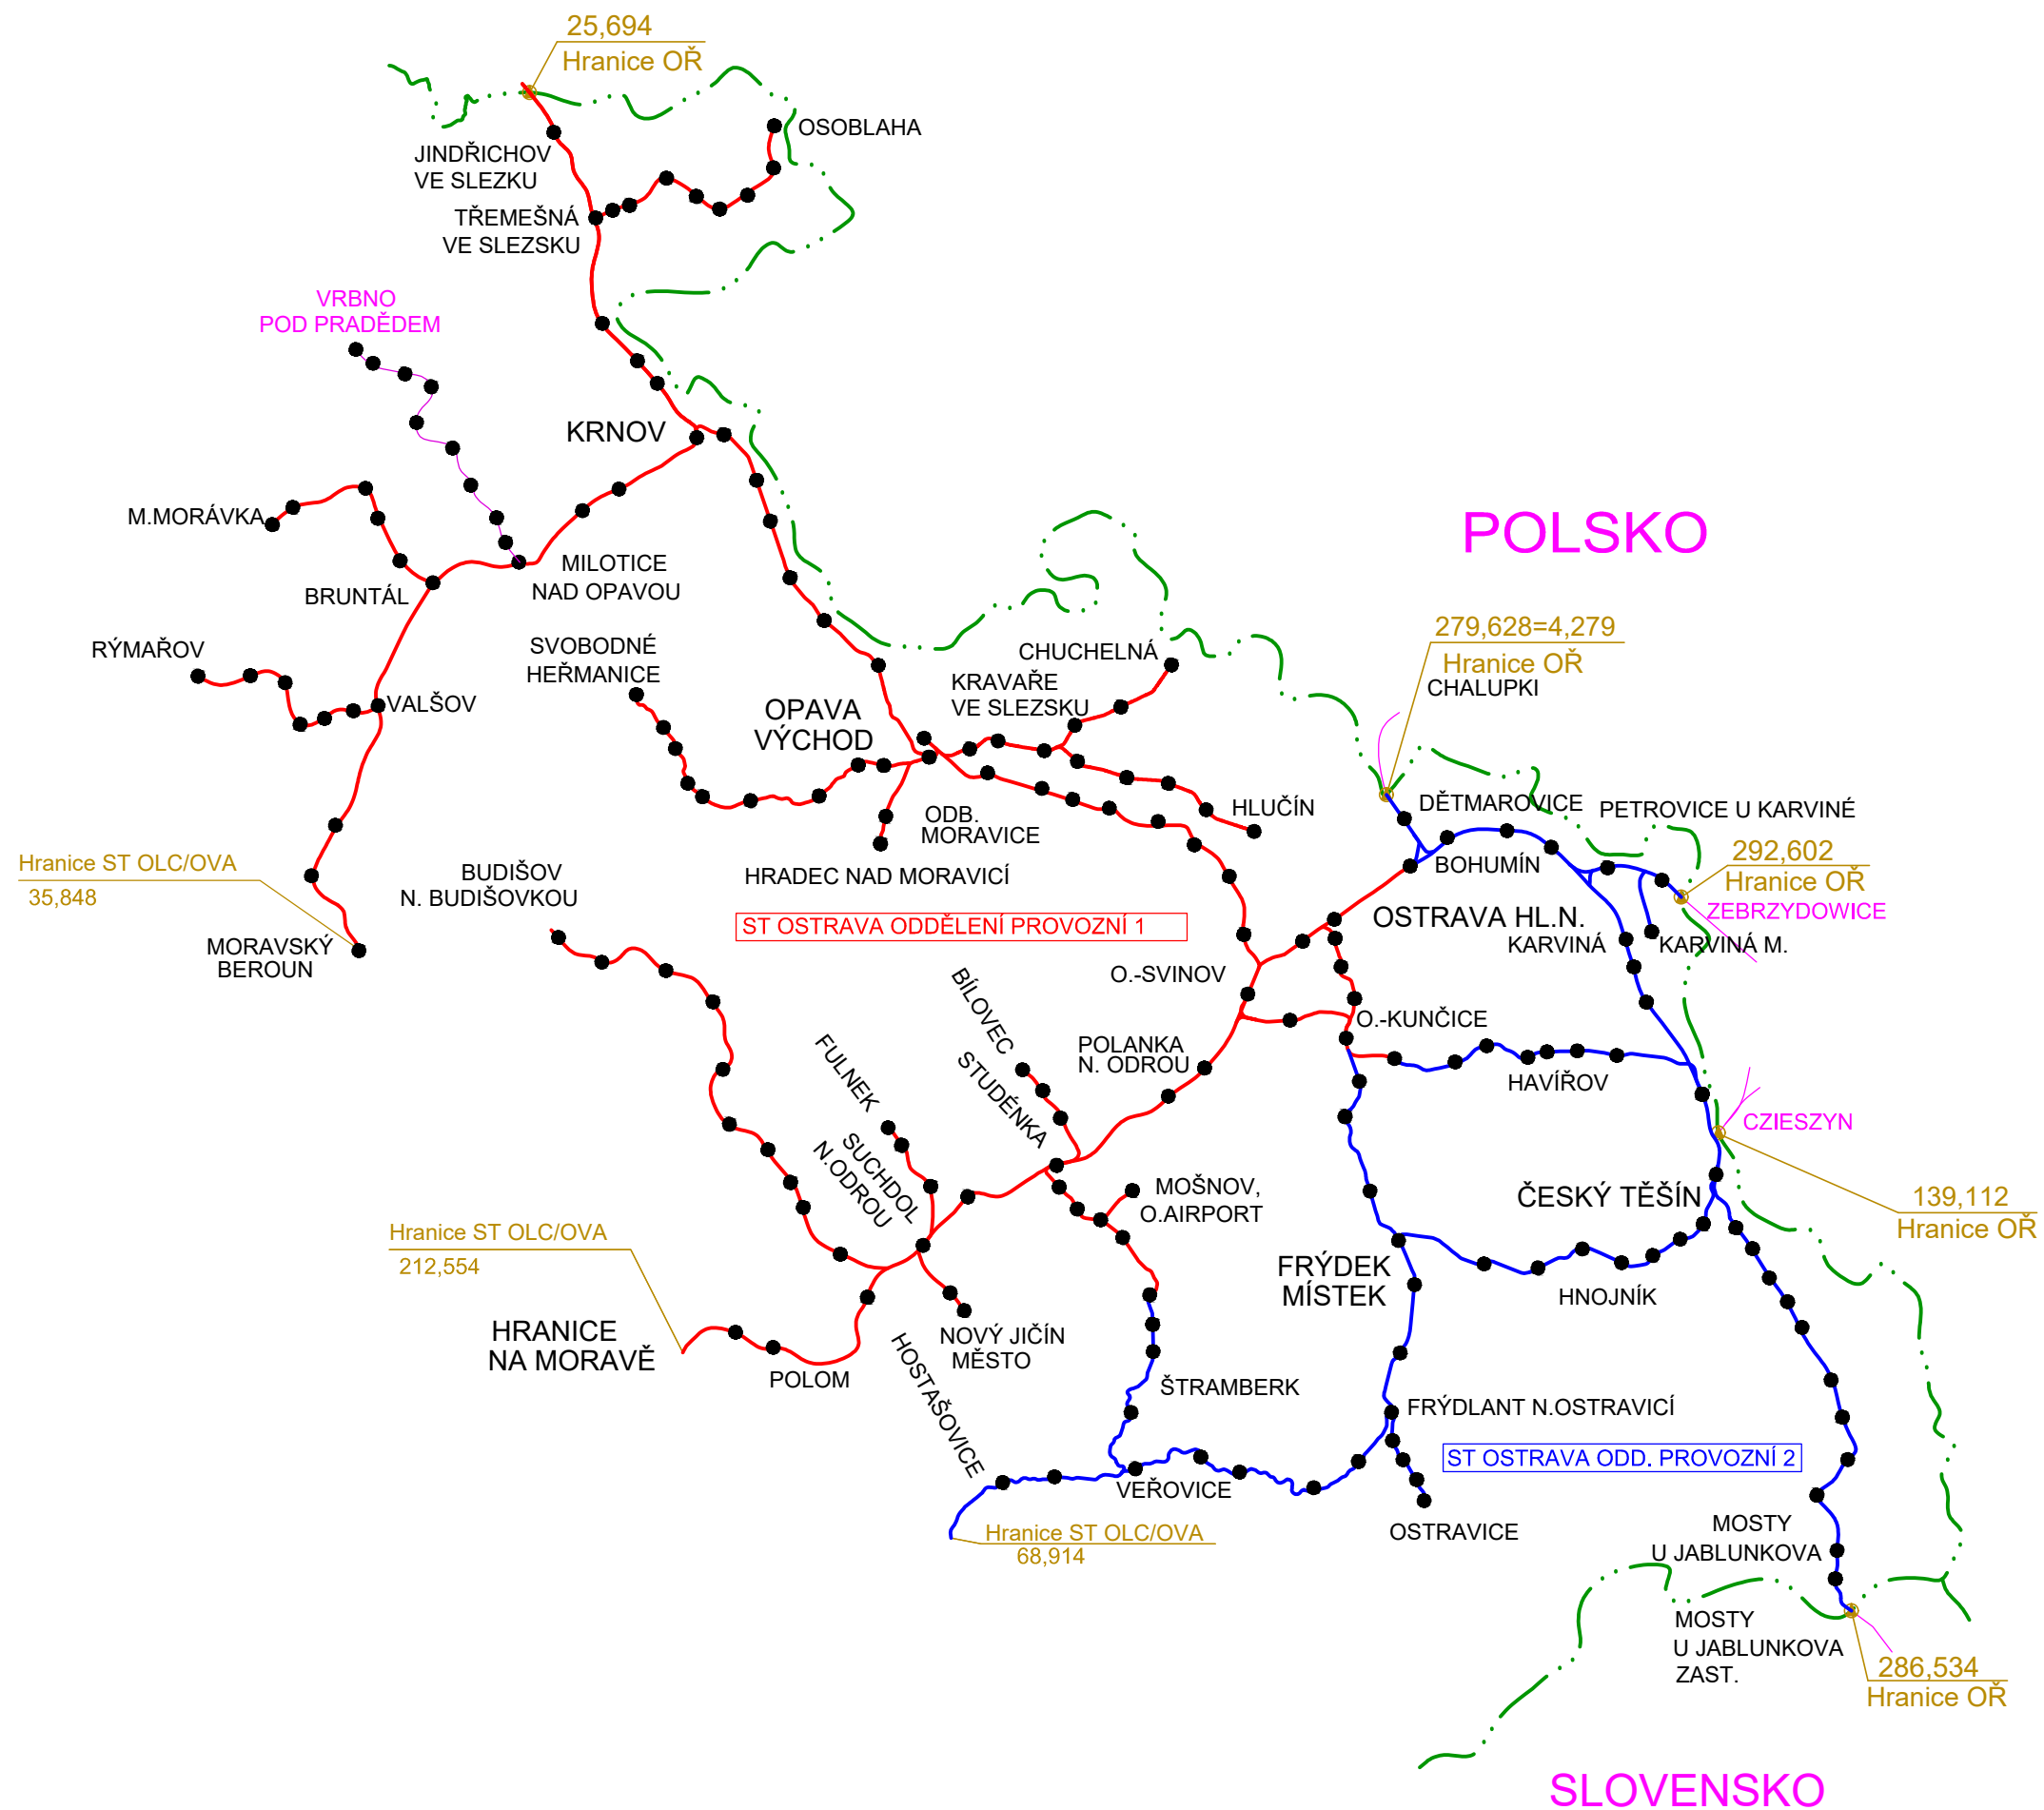 25,694
Hranice OŘ
OSOBLAHA
JINDŘICHOV
VE SLEZKU
TŘEMEŠNÁ
VE SLEZSKU
VRBNO
POD PRADĚDEM
KRNOV
M.MORÁVKA
POLSKO
MILOTICE
NAD OPAVOU
BRUNTÁL
279,628=4,279
Hranice OŘ
CHALUPKI
RÝMAŘOV
SVOBODNÉ
HEŘMANICE
CHUCHELNÁ
KRAVAŘE
VE SLEZSKU
VALŠOV
OPAVA
VÝCHOD
DĚTMAROVICE
PETROVICE U KARVINÉ
HLUČÍN
ODB.
MORAVICE
292,602
Hranice OŘ
BOHUMÍN
Hranice ST OLC/OVA
35,848
BUDIŠOV
N. BUDIŠOVKOU
HRADEC NAD MORAVICÍ
ZEBRZYDOWICE
OSTRAVA HL.N.
ST OSTRAVA ODDĚLENÍ PROVOZNÍ 1
KARVINÁ
KARVINÁ M.
MORAVSKÝ
BEROUN
O.-SVINOV
BÍLOVEC
O.-KUNČICE
POLANKA
N. ODROU
STUDÉNKA
FULNEK
HAVÍŘOV
CZIESZYN
SUCHDOL
N.ODROU
MOŠNOV,
O.AIRPORT
ČESKÝ TĚŠÍN
139,112
Hranice OŘ
Hranice ST OLC/OVA
212,554
FRÝDEK
MÍSTEK
HNOJNÍK
HRANICE
NA MORAVĚ
NOVÝ JIČÍN
MĚSTO
POLOM
HOSTAŠOVICE
ŠTRAMBERK
FRÝDLANT N.OSTRAVICÍ
ST OSTRAVA ODD. PROVOZNÍ 2
VEŘOVICE
OSTRAVICE
Hranice ST OLC/OVA
68,914
MOSTY
U JABLUNKOVA
MOSTY
U JABLUNKOVA
ZAST.
286,534
Hranice OŘ
SLOVENSKO